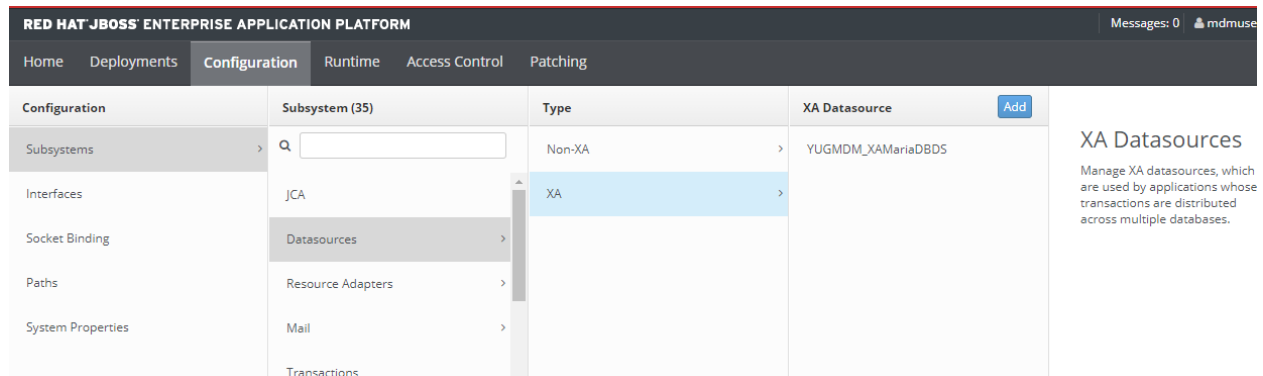 RED HAT JBOSS ENTERPRISE APPLICATION PLATFORM
Messages: 0 mdmuse
Home Deployments Configuration Runtime Access Control Patching
Configuration
Subsystems
Interfaces
Socket Binding
Paths
System Properties
Subsystem (35)
JCA
Datasources
Resource Adapters
Mail
Transactions
Type
Non-XA
XA
XA Datasource Add
YUGMDM_XAMariaDBDS
XA Datasources
Manage XA datasources, which
are used by applications whose
transactions are distributed
across multiple databases.